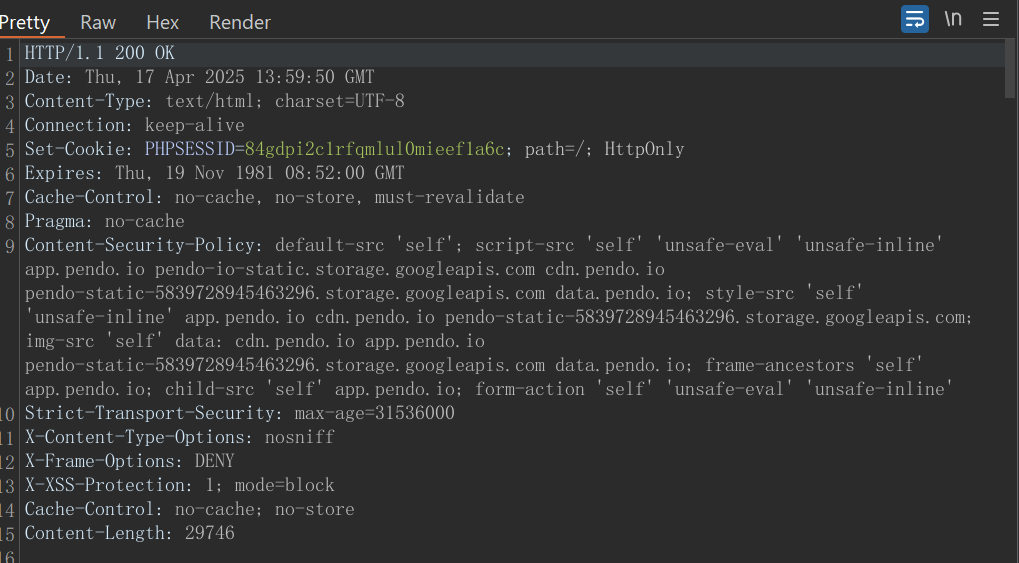 Pretty Raw Hex Render \n
1 HTTP/1.1 200 OK
2 Date: Thu, 17 Apr 2025 13:59:50 GMT
3 Content-Type: text/html; charset=UTF-8
4 Connection: keep-alive
5 Set-Cookie: PHPSESSID=84gdpi2c1rfqmlul0mieef1a6c; path=/; HttpOnly
6 Expires: Thu, 19 Nov 1981 08:52:00 GMT
7 Cache-Control: no-cache, no-store, must-revalidate
8 Pragma: no-cache
9 Content-Security-Policy: default-src 'self'; script-src 'self' 'unsafe-eval' 'unsafe-inline'
app.pendo.io pendo-io-static.storage.googleapis.com cdn.pendo.io
pendo-static-5839728945463296.storage.googleapis.com data.pendo.io; style-src 'self'
'unsafe-inline' app.pendo.io cdn.pendo.io pendo-static-5839728945463296.storage.googleapis.com;
img-src 'self' data: cdn.pendo.io app.pendo.io
pendo-static-5839728945463296.storage.googleapis.com data.pendo.io; frame-ancestors 'self'
app.pendo.io; child-src 'self' app.pendo.io; form-action 'self' 'unsafe-eval' 'unsafe-inline'
10 Strict-Transport-Security: max-age=31536000
11 X-Content-Type-Options: nosniff
12 X-Frame-Options: DENY
13 X-XSS-Protection: 1; mode=block
14 Cache-Control: no-cache; no-store
15 Content-Length: 29746
16